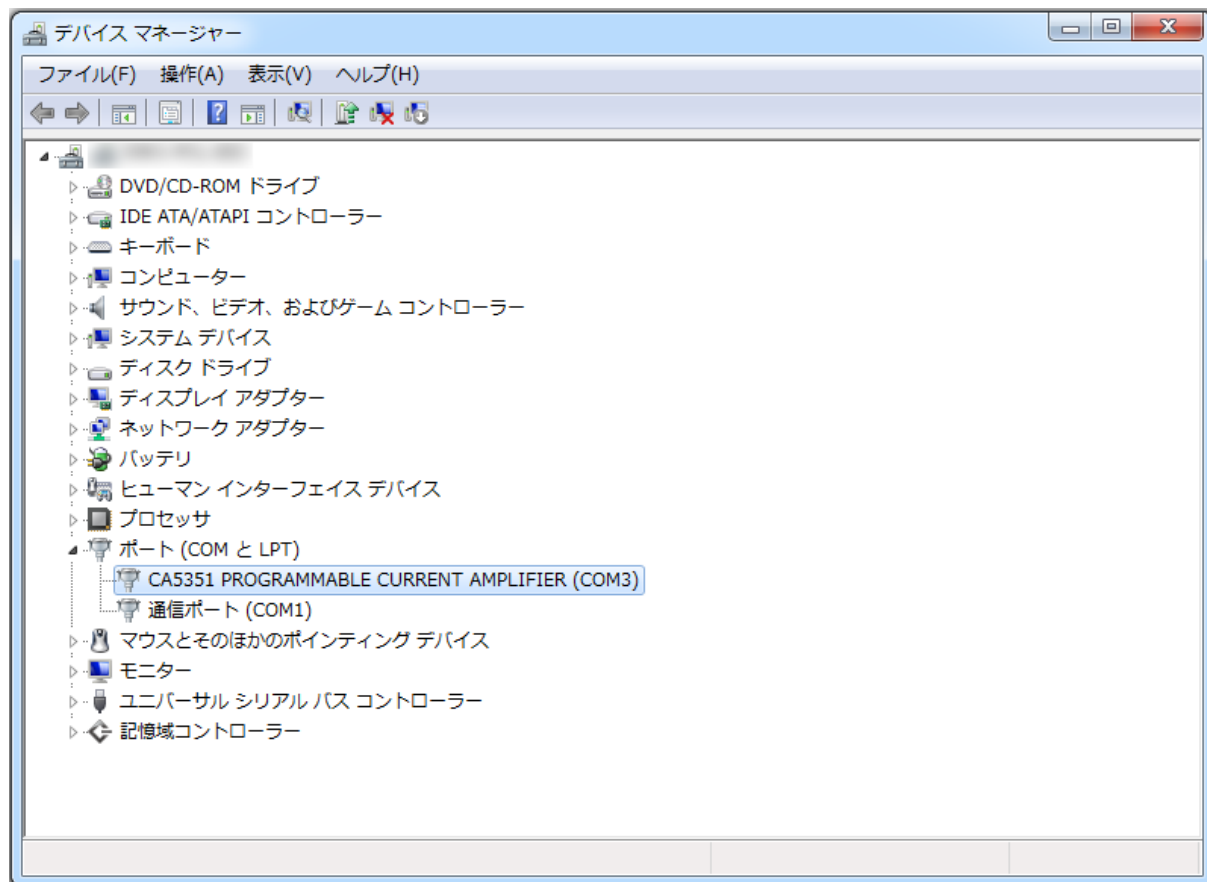 デバイス マネージャー
ファイル(F) 操作(A) 表示(V) ヘルプ(H)
DVD/CD-ROM ドライブ
IDE ATA/ATAPI コントローラー
キーボード
コンピューター
サウンド、ビデオ、およびゲーム コントローラー
システム デバイス
ディスク ドライブ
ディスプレイ アダプター
ネットワーク アダプター
バッテリ
ヒューマン インターフェイス デバイス
プロセッサ
ポート (COM と LPT)
CA5351 PROGRAMMABLE CURRENT AMPLIFIER (COM3)
通信ポート (COM1)
マウスとそのほかのポインティング デバイス
モニター
ユニバーサル シリアル バス コントローラー
記憶域コントローラー